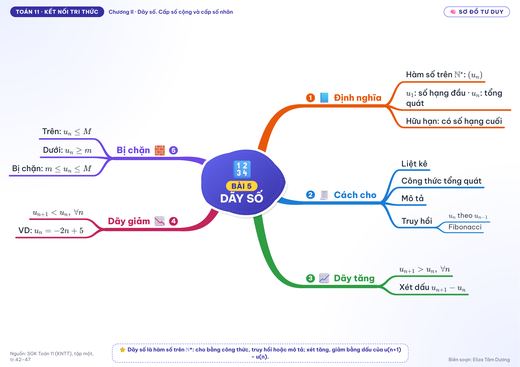 TOÁN 11 · KẾT NỐI TRI THỨC
Chương II · Dãy số. Cấp số cộng và cấp số nhân
SƠ ĐỒ TƯ DUY
1 2
3 4
BÀI 5
DÃY SỐ
1 Định nghĩa
Hàm số trên ℕ*: (uₙ)
u₁: số hạng đầu · uₙ: tổng
quát
Hữu hạn: có số hạng cuối
2 Cách cho
Liệt kê
Công thức tổng quát
Mô tả
Truy hồi
uₙ theo uₙ₋₁
Fibonacci
3 Dãy tăng
uₙ₊₁ > uₙ, ∀n
Xét dấu uₙ₊₁ − uₙ
Dãy giảm 4
uₙ₊₁ < uₙ, ∀n
VD: uₙ = −2n + 5
Bị chặn 5
Trên: uₙ ≤ M
Dưới: uₙ ≥ m
Bị chặn: m ≤ uₙ ≤ M
Dãy số là hàm số trên ℕ*: cho bằng công thức, truy hồi hoặc mô tả; xét tăng, giảm bằng dấu của u(n+1)
− u(n).
Nguồn: SGK Toán 11 (KNTT), tập một,
tr.42–47
Biên soạn: Eliza Tâm Dương